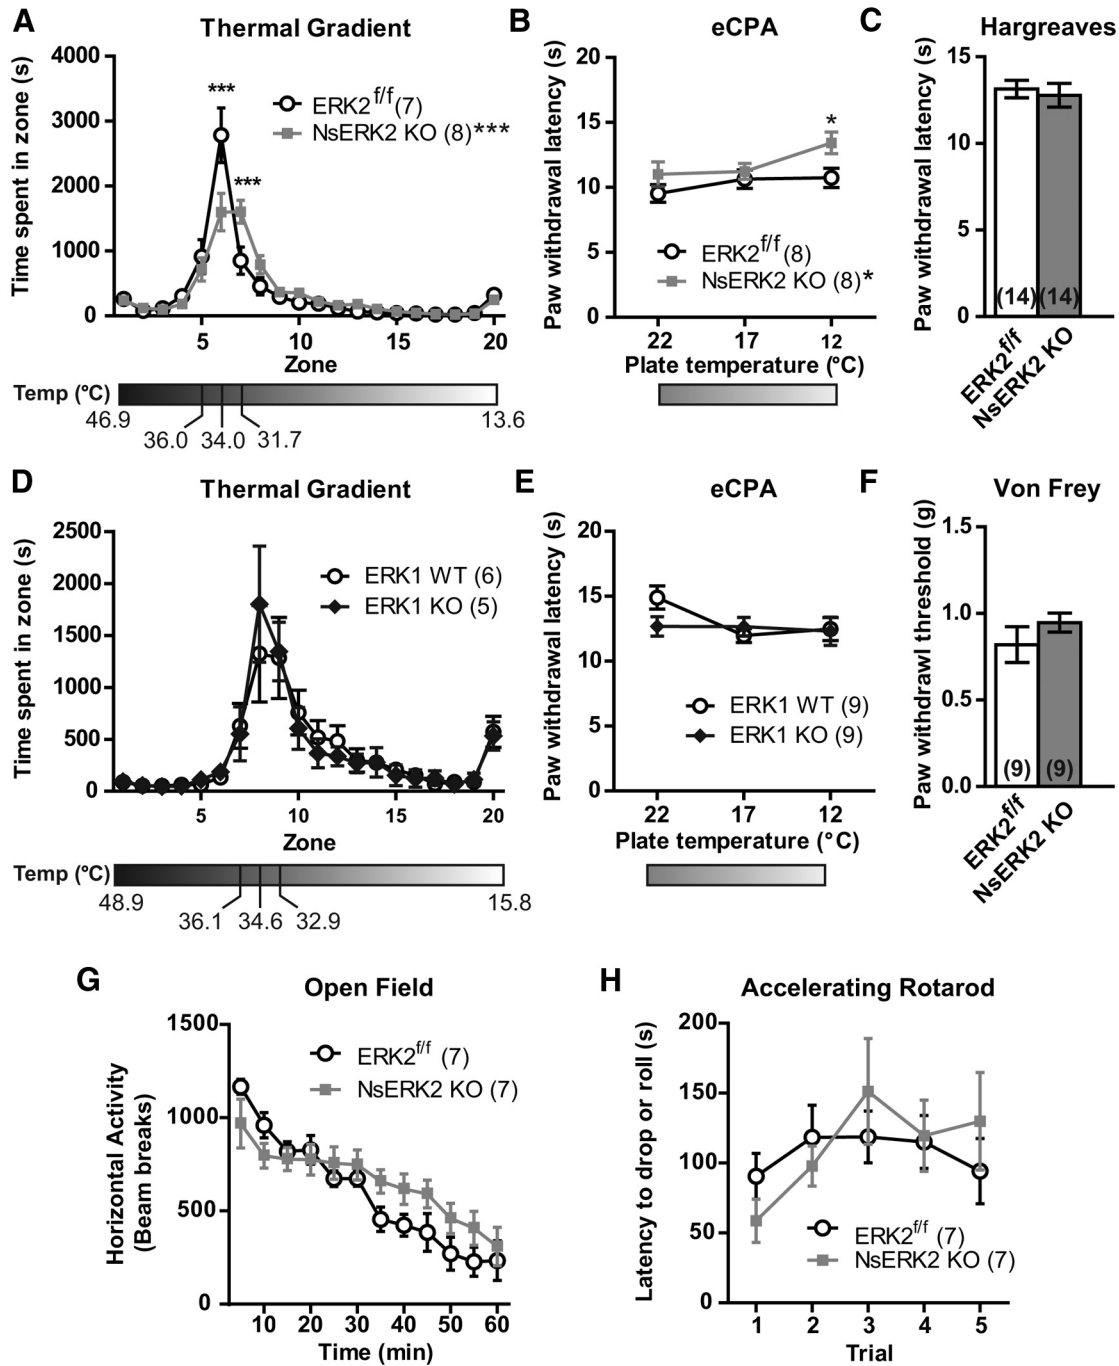 A
Thermal Gradient
Time spent in zone (s)
4000
3000
2000
1000
0
***
***
ERK2f/f(7)
NsERK2 KO (8)***
5
10
15
20
Zone
Temp (°C)
46.9
36.0
34.0
31.7
13.6
B
eCPA
Paw withdrawal latency (s)
20
15
10
5
0
*
ERK2f/f(8)
NsERK2 KO (8)*
22
17
12
Plate temperature (°C)
C
Hargreaves
Paw withdrawal latency (s)
15
10
5
0
(14)
(14)
ERK2f/f
NsERK2 KO
D
Thermal Gradient
Time spent in zone (s)
2500
2000
1500
1000
500
0
ERK1 WT (6)
ERK1 KO (5)
5
10
15
20
Zone
Temp (°C)
48.9
36.1
34.6
32.9
15.8
E
eCPA
Paw withdrawal latency (s)
20
15
10
5
0
ERK1 WT (9)
ERK1 KO (9)
22
17
12
Plate temperature (°C)
F
Von Frey
Paw withdrawl threshold (g)
1.5
1.0
0.5
0.0
(9)
(9)
ERK2f/f
NsERK2 KO
G
Open Field
Horizontal Activity
(Beam breaks)
1500
1000
500
0
ERK2f/f (7)
NsERK2 KO (7)
10
20
30
40
50
60
Time (min)
H
Accelerating Rotarod
Latency to drop or roll (s)
200
150
100
50
0
ERK2f/f (7)
NsERK2 KO (7)
1
2
3
4
5
Trial